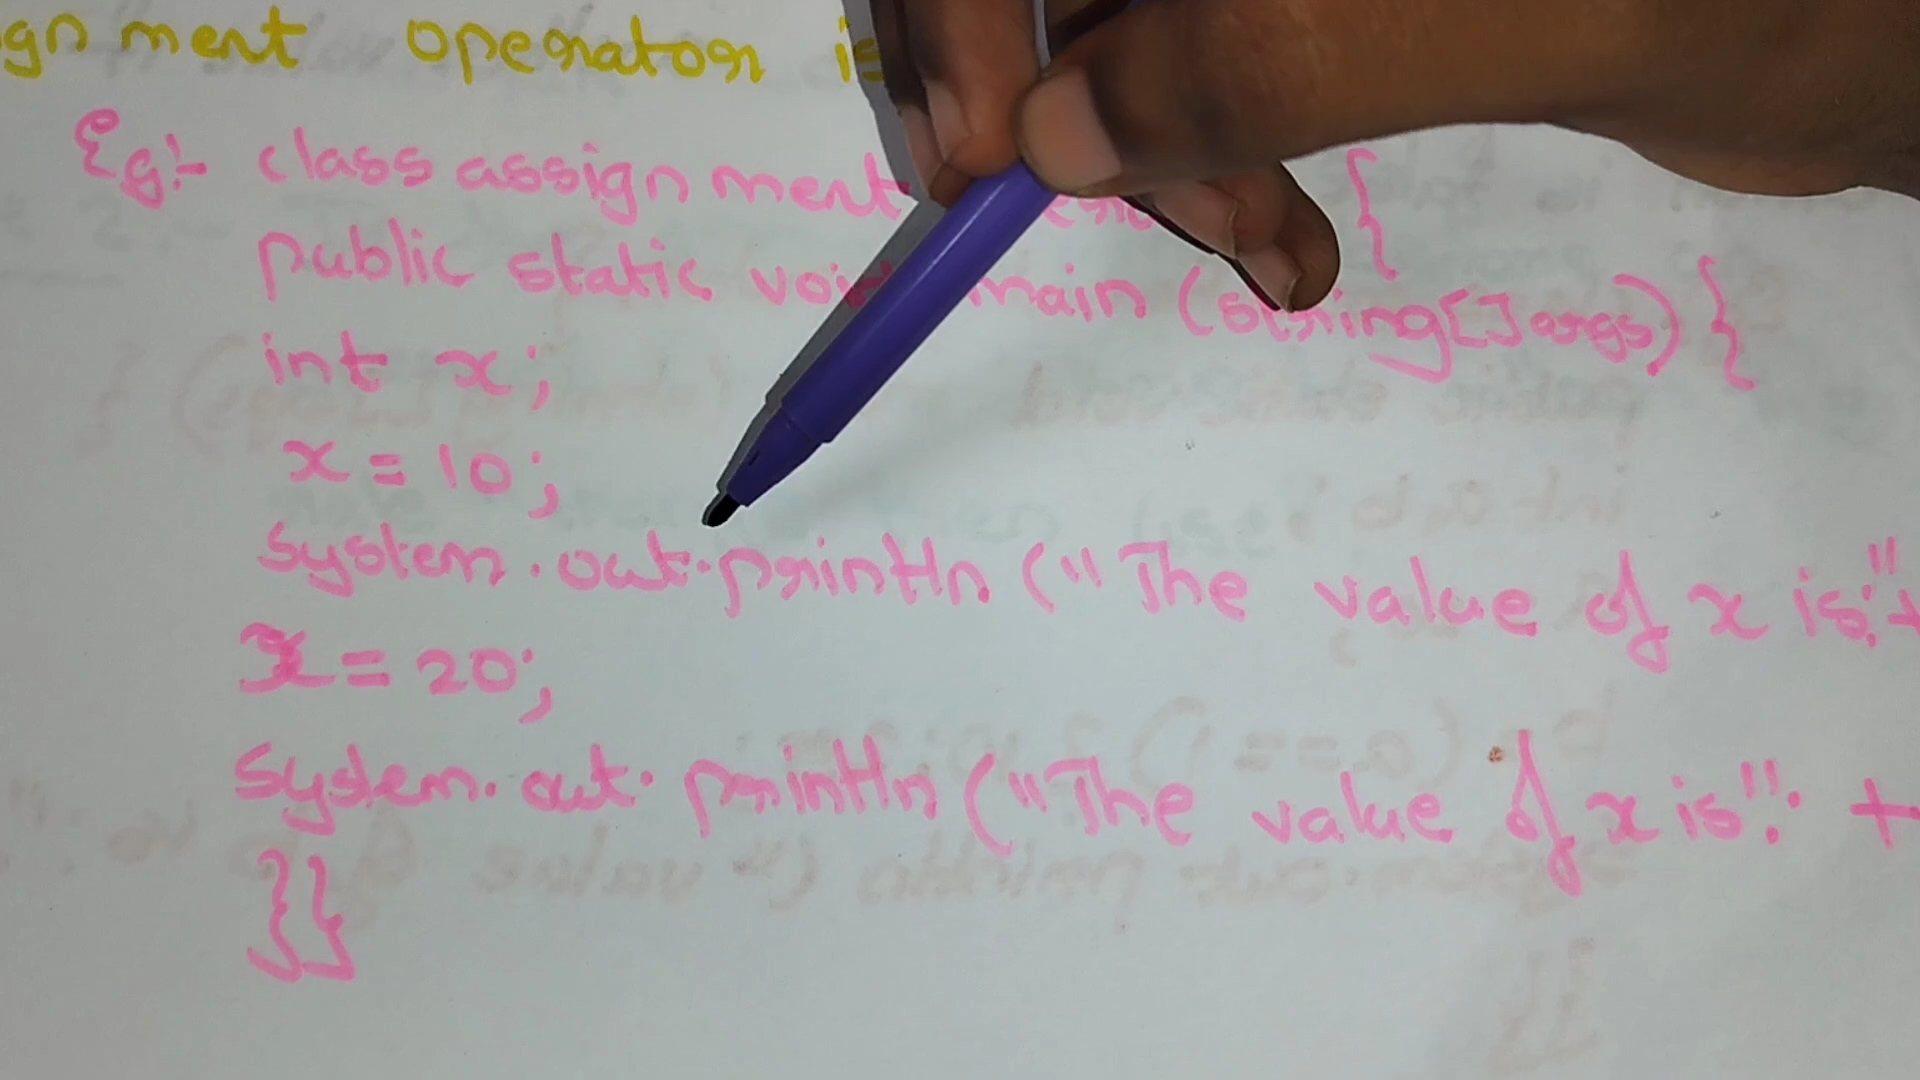 gnment operator is
Eg:- class assignment {
public static void main (string[] args) {
int x;
x = 10;
system.out.println ("The value of x is:"+
x = 20;
system.out.println ("The value of x is": +
}}